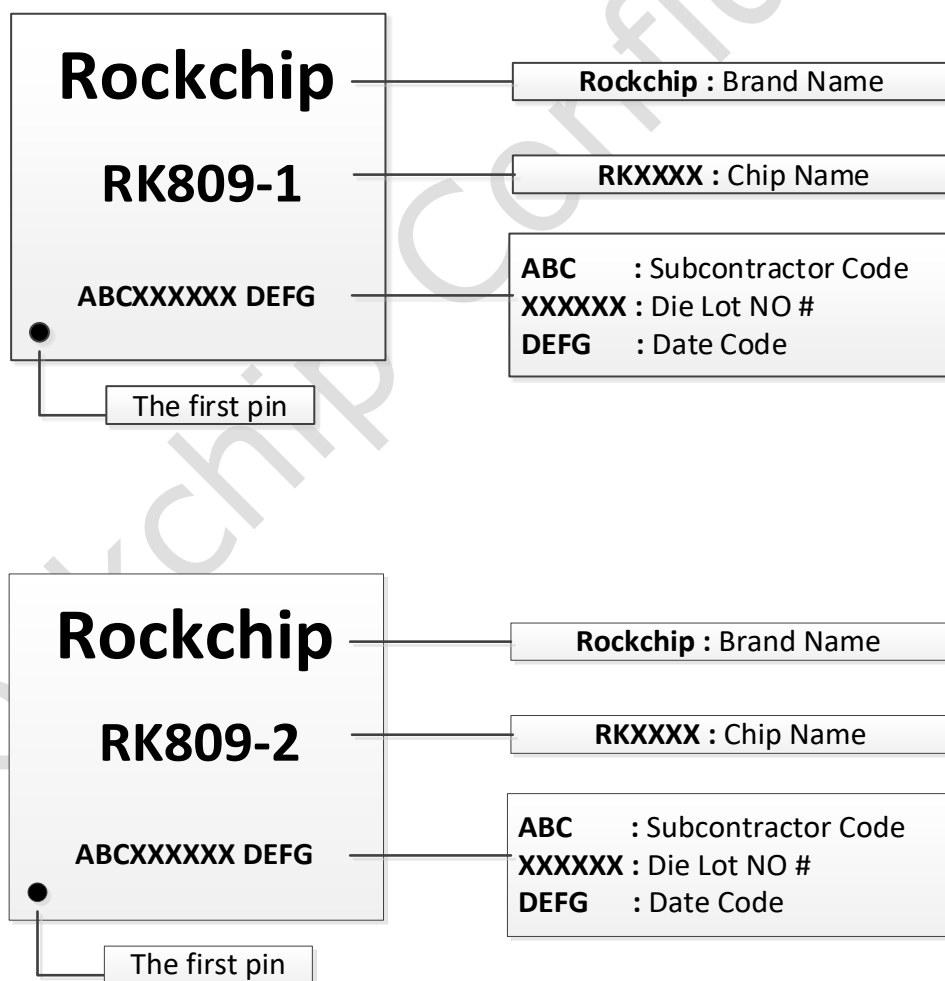 Rockchip
Rockchip : Brand Name
RK809-1
RKXXXX : Chip Name
ABCXXXXXX DEFG
ABC : Subcontractor Code
XXXXXX : Die Lot NO #
DEFG : Date Code
The first pin
Rockchip
Rockchip : Brand Name
RK809-2
RKXXXX : Chip Name
ABCXXXXXX DEFG
ABC : Subcontractor Code
XXXXXX : Die Lot NO #
DEFG : Date Code
The first pin